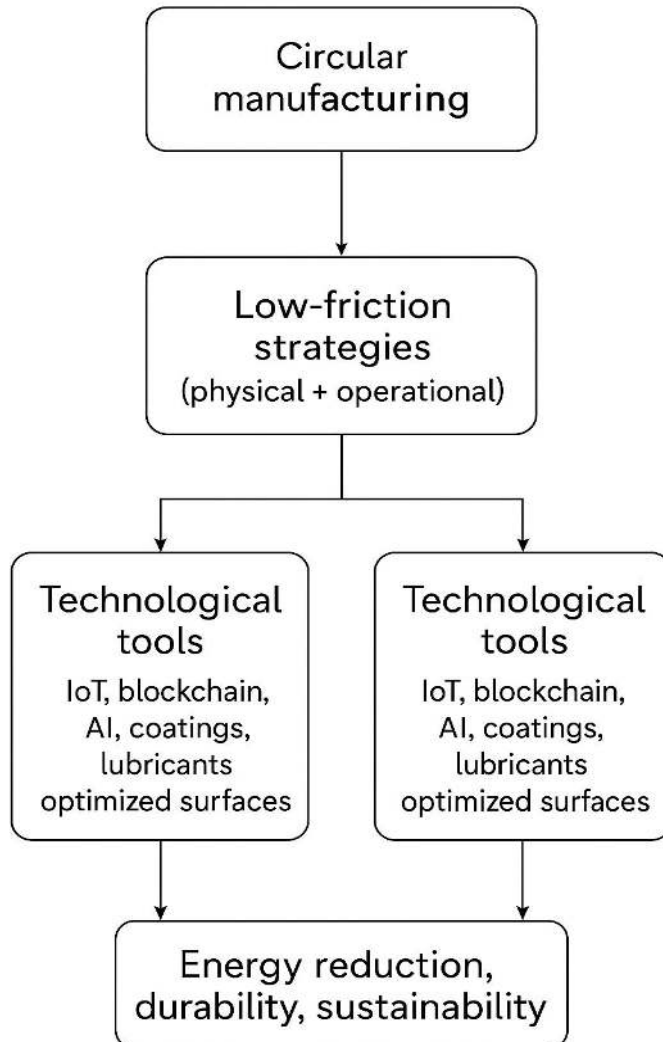 Circular
manufacturing
Low-friction
strategies
(physical + operational)
Technological
tools
IoT, blockchain,
AI, coatings,
lubricants
optimized surfaces
Technological
tools
IoT, blockchain,
AI, coatings,
lubricants
optimized surfaces
Energy reduction,
durability, sustainability